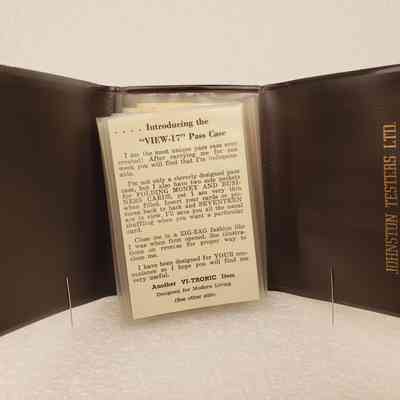 .... Introducing the
"VIEW-17" Pass Case
I am the most unique pass case ever
created! After carrying me for one
week you will find that I'm indispens-
able.
I'm not only a cleverly designed pass
case, but I also have two side pockets
for FOLDING MONEY AND BUSI-
NESS CARDS, yet I am very thin
when filled. Insert your cards or pic-
tures back to back and SEVENTEEN
are in view, I'll save you all the usual
shuffling when you want a particular
card.
Close me in a ZIG-ZAG fashion like
I was when first opened. See illustra-
tions on reverse for proper way to
close me.
I have been designed for YOUR con-
venience so I hope you will find me
very useful.
Another VI-TRONIC Item
Designed for Modern Living
(See other side)
JOHNSTON TESTERS LTD.